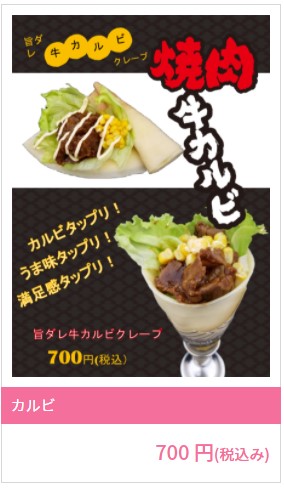 旨ダレ
牛カルビ
クレープ
焼肉
牛カルビ
カルビタップリ！
うま味タップリ！
満足感タップリ！
旨ダレ牛カルビクレープ
700円(税込)
カルビ
700 円(税込み)